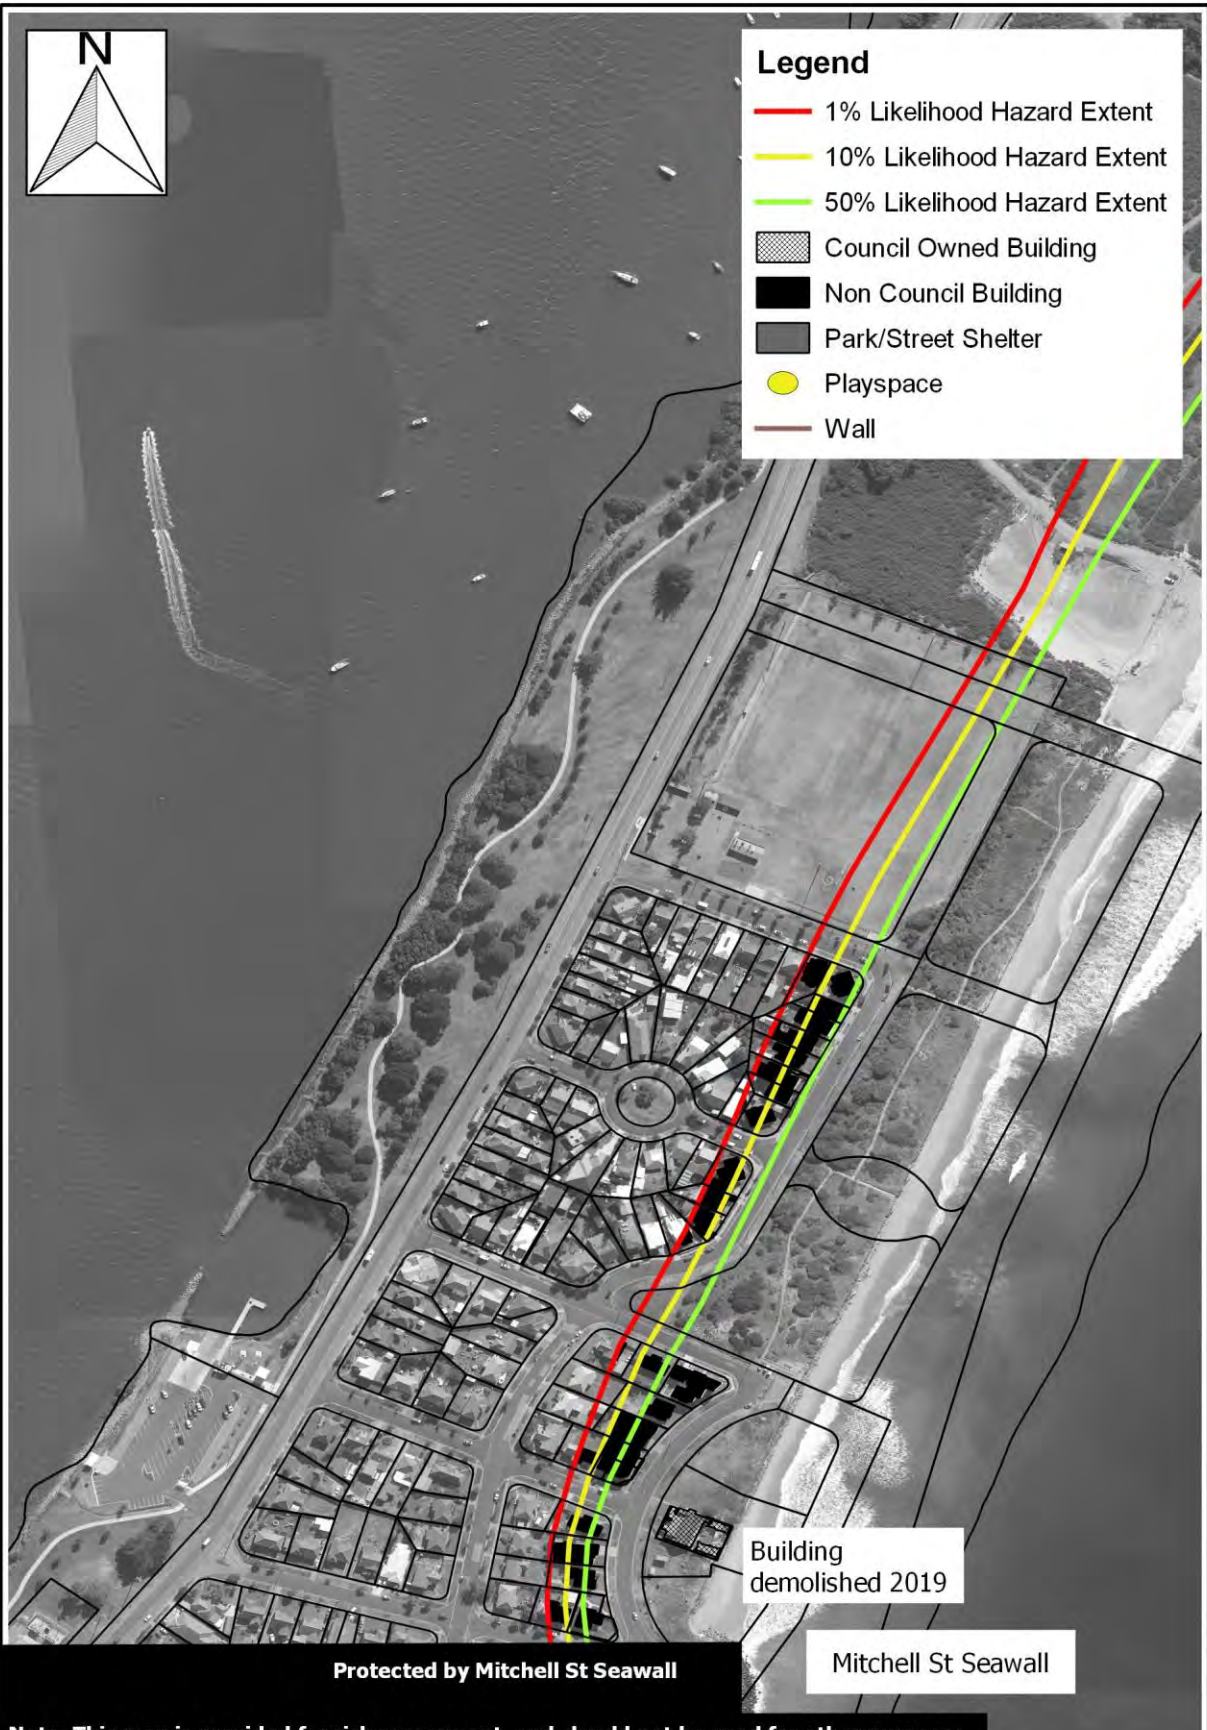 N
Legend
1% Likelihood Hazard Extent
10% Likelihood Hazard Extent
50% Likelihood Hazard Extent
Council Owned Building
Non Council Building
Park/Street Shelter
Playspace
Wall
Building
demolished 2019
Protected by Mitchell St Seawall
Mitchell St Seawall